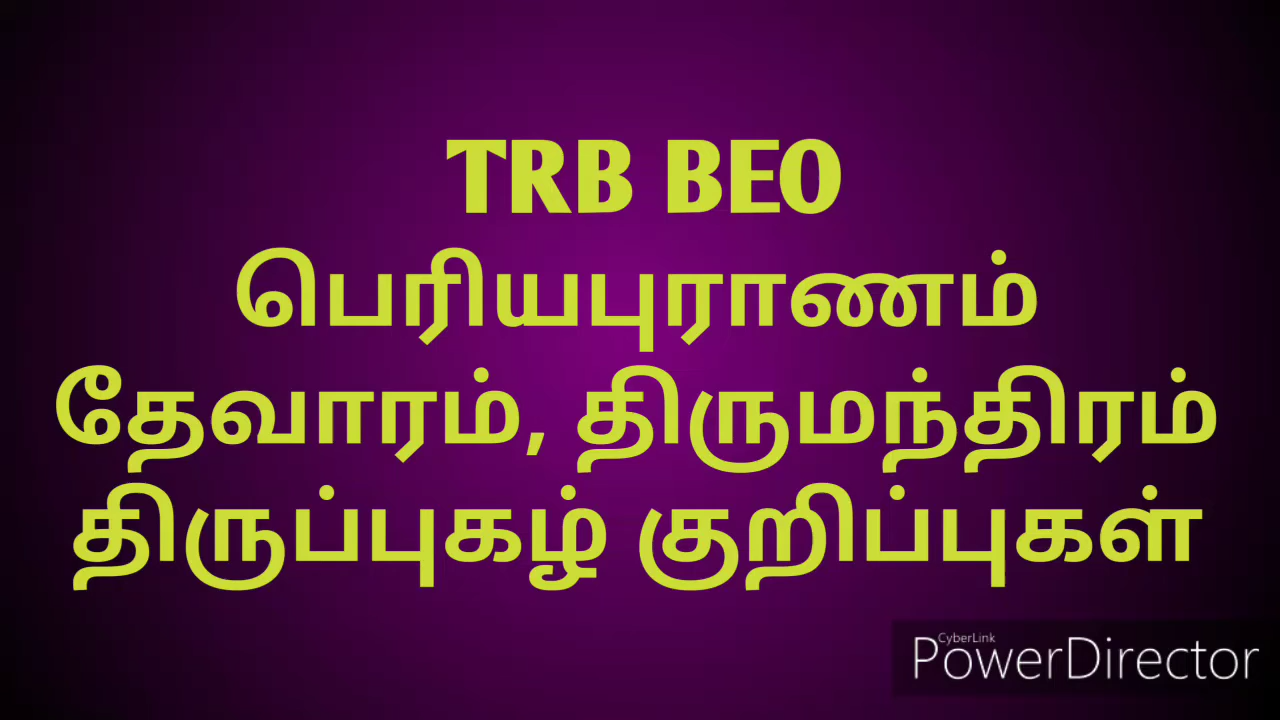 TRB BEO
பெரியபுராணம்
தேவாரம், திருமந்திரம்
திருப்புகழ் குறிப்புகள்
CyberLink
PowerDirector